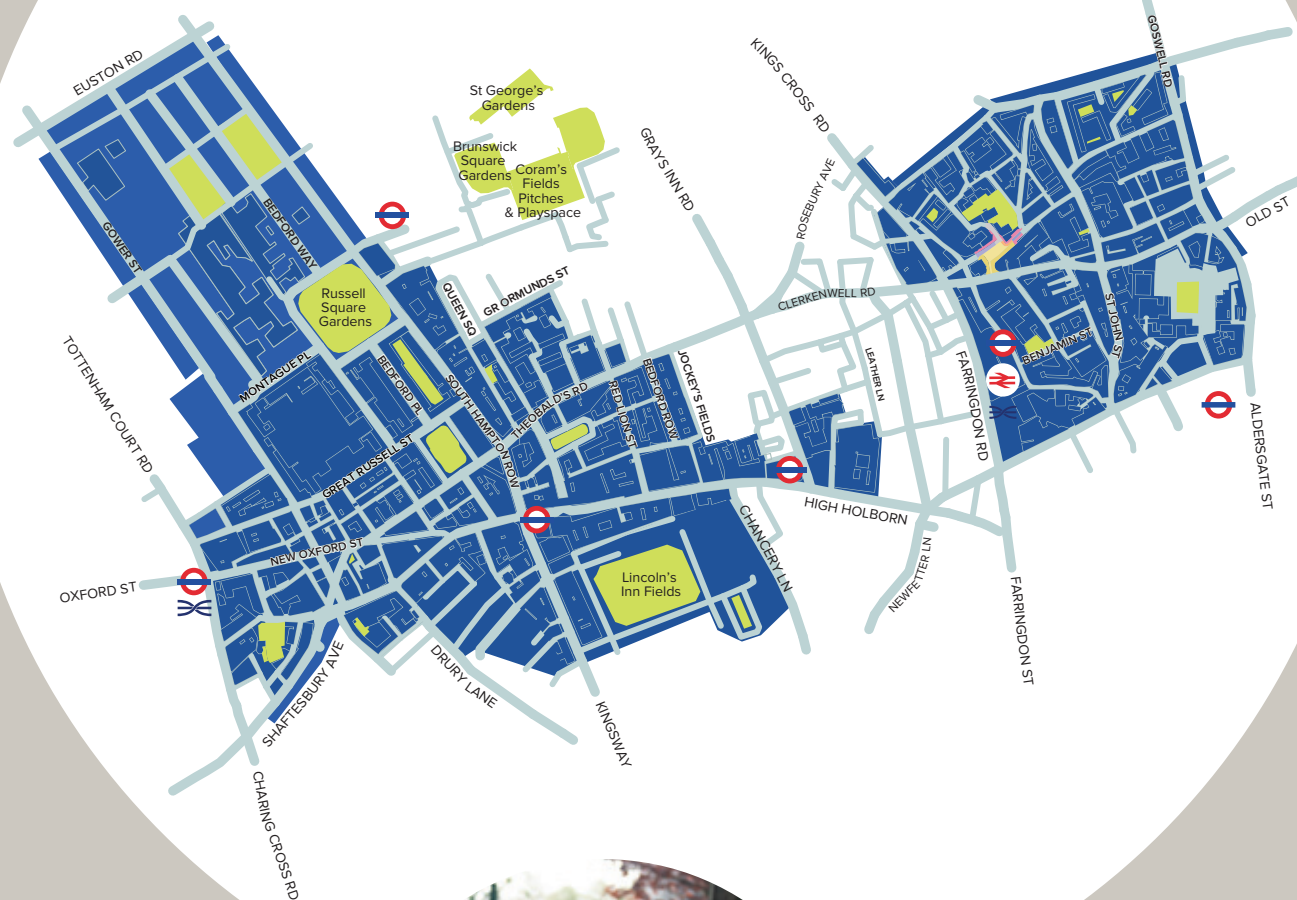 EUSTON RD
GOSWELL RD
KINGS CROSS RD
St George's
Gardens
Brunswick
Square
Gardens
Coram's
Fields
Pitches
& Playspace
GRAYS INN RD
ROSEBURY AVE
OLD ST
GOWER ST
BEDFORD WAY
Russell
Square
Gardens
QUEEN SQ
GR ORMUNDS ST
CLERKENWELL RD
ST JOHN ST
BENJAMIN ST
TOTTENHAM COURT RD
MONTAGUE PL
BEDFORD PL
SOUTH HAMPTON ROW
THEOBALD'S RD
RED LION ST
BEDFORD ROW
JOCKEY'S FIELDS
LEATHER LN
FARRINGDON RD
ALDERSGATE ST
GREAT RUSSELL ST
HIGH HOLBORN
CHANCERY LN
NEW OXFORD ST
NEWFETTER LN
OXFORD ST
Lincoln's
Inn Fields
FARRINGDON ST
SHAFTESBURY AVE
DRURY LANE
KINGSWAY
CHARING CROSS RD